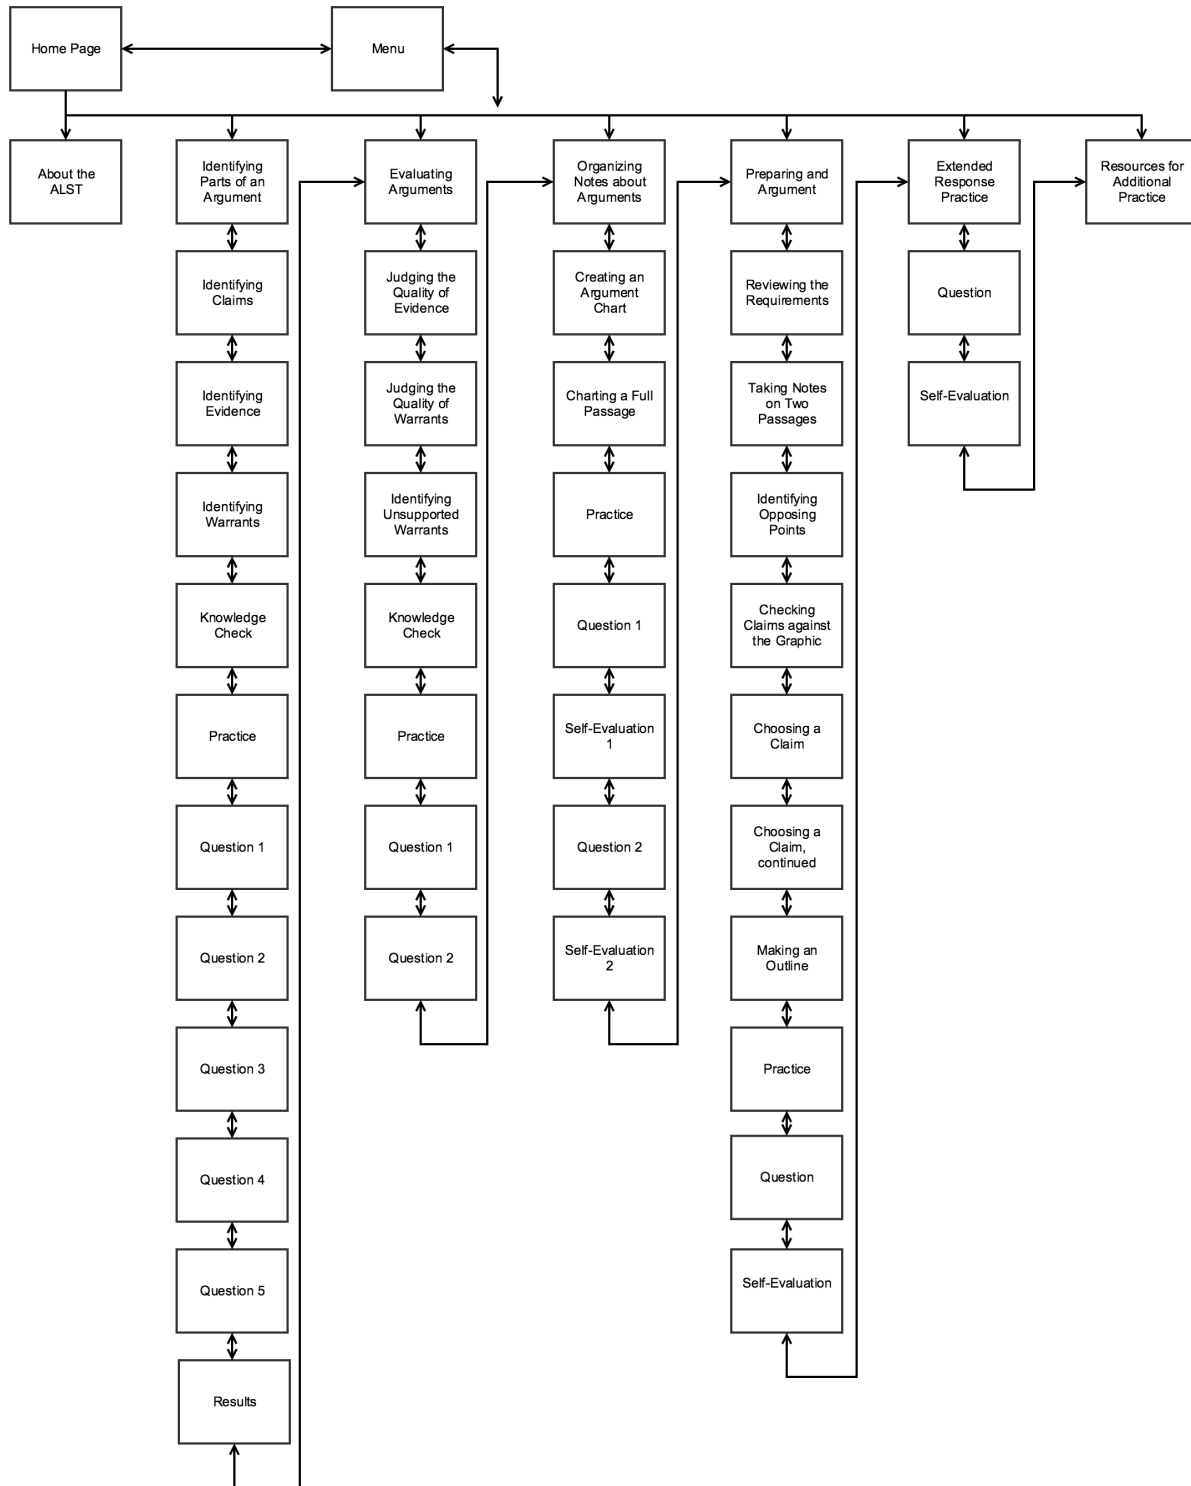 Home Page
Menu
About the
ALST
Identifying
Parts of an
Argument
Evaluating
Arguments
Organizing
Notes about
Arguments
Preparing and
Argument
Extended
Response
Practice
Resources for
Additional
Practice
Identifying
Claims
Judging the
Quality of
Evidence
Creating an
Argument
Chart
Reviewing the
Requirements
Question
Identifying
Evidence
Judging the
Quality of
Warrants
Charting a Full
Passage
Taking Notes
on Two
Passages
Self-Evaluation
Identifying
Warrants
Identifying
Unsupported
Warrants
Practice
Identifying
Opposing
Points
Knowledge
Check
Knowledge
Check
Question 1
Checking
Claims against
the Graphic
Practice
Practice
Self-Evaluation
1
Choosing a
Claim
Question 1
Question 1
Question 2
Choosing a
Claim,
continued
Question 2
Question 2
Self-Evaluation
2
Making an
Outline
Question 3
Practice
Question 4
Question
Question 5
Self-Evaluation
Results